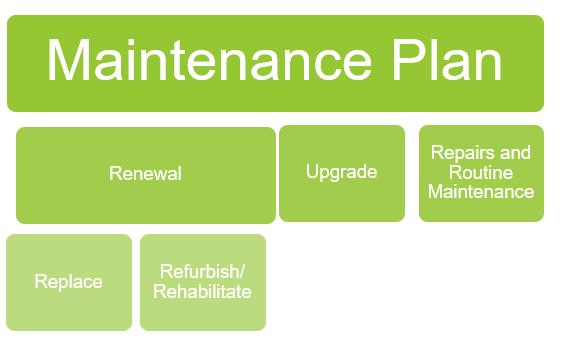 Maintenance Plan
Renewal
Upgrade
Repairs and
Routine
Maintenance
Replace
Refurbish/
Rehabilitate